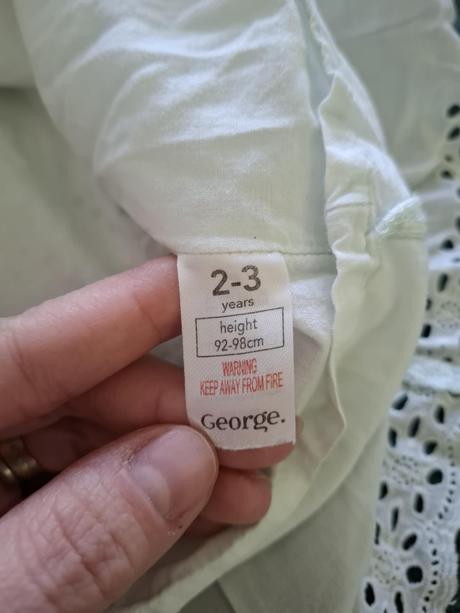 2-3
years
height
92-98cm
WARNING
KEEP AWAY FROM FIRE
George.